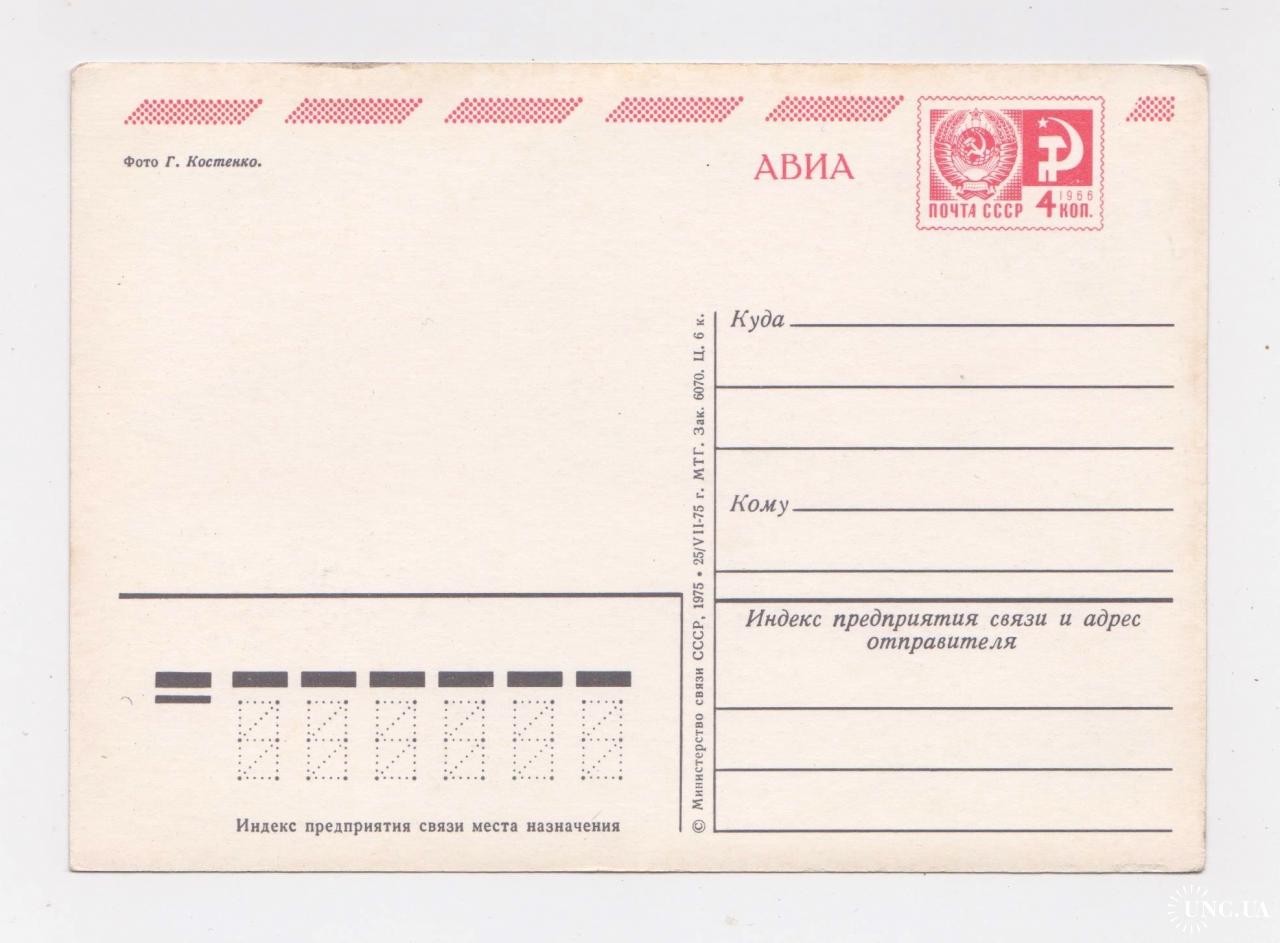 Фото Г. Костенко.
АВИА
ПОЧТА СССР 4 1966 КОП.
Куда
Кому
© Министерство связи СССР, 1975 • 25/VII-75 г. МТГ. Зак. 6070. Ц. 6 к.
Индекс предприятия связи и адрес
отправителя
Индекс предприятия связи места назначения
UNC.UA